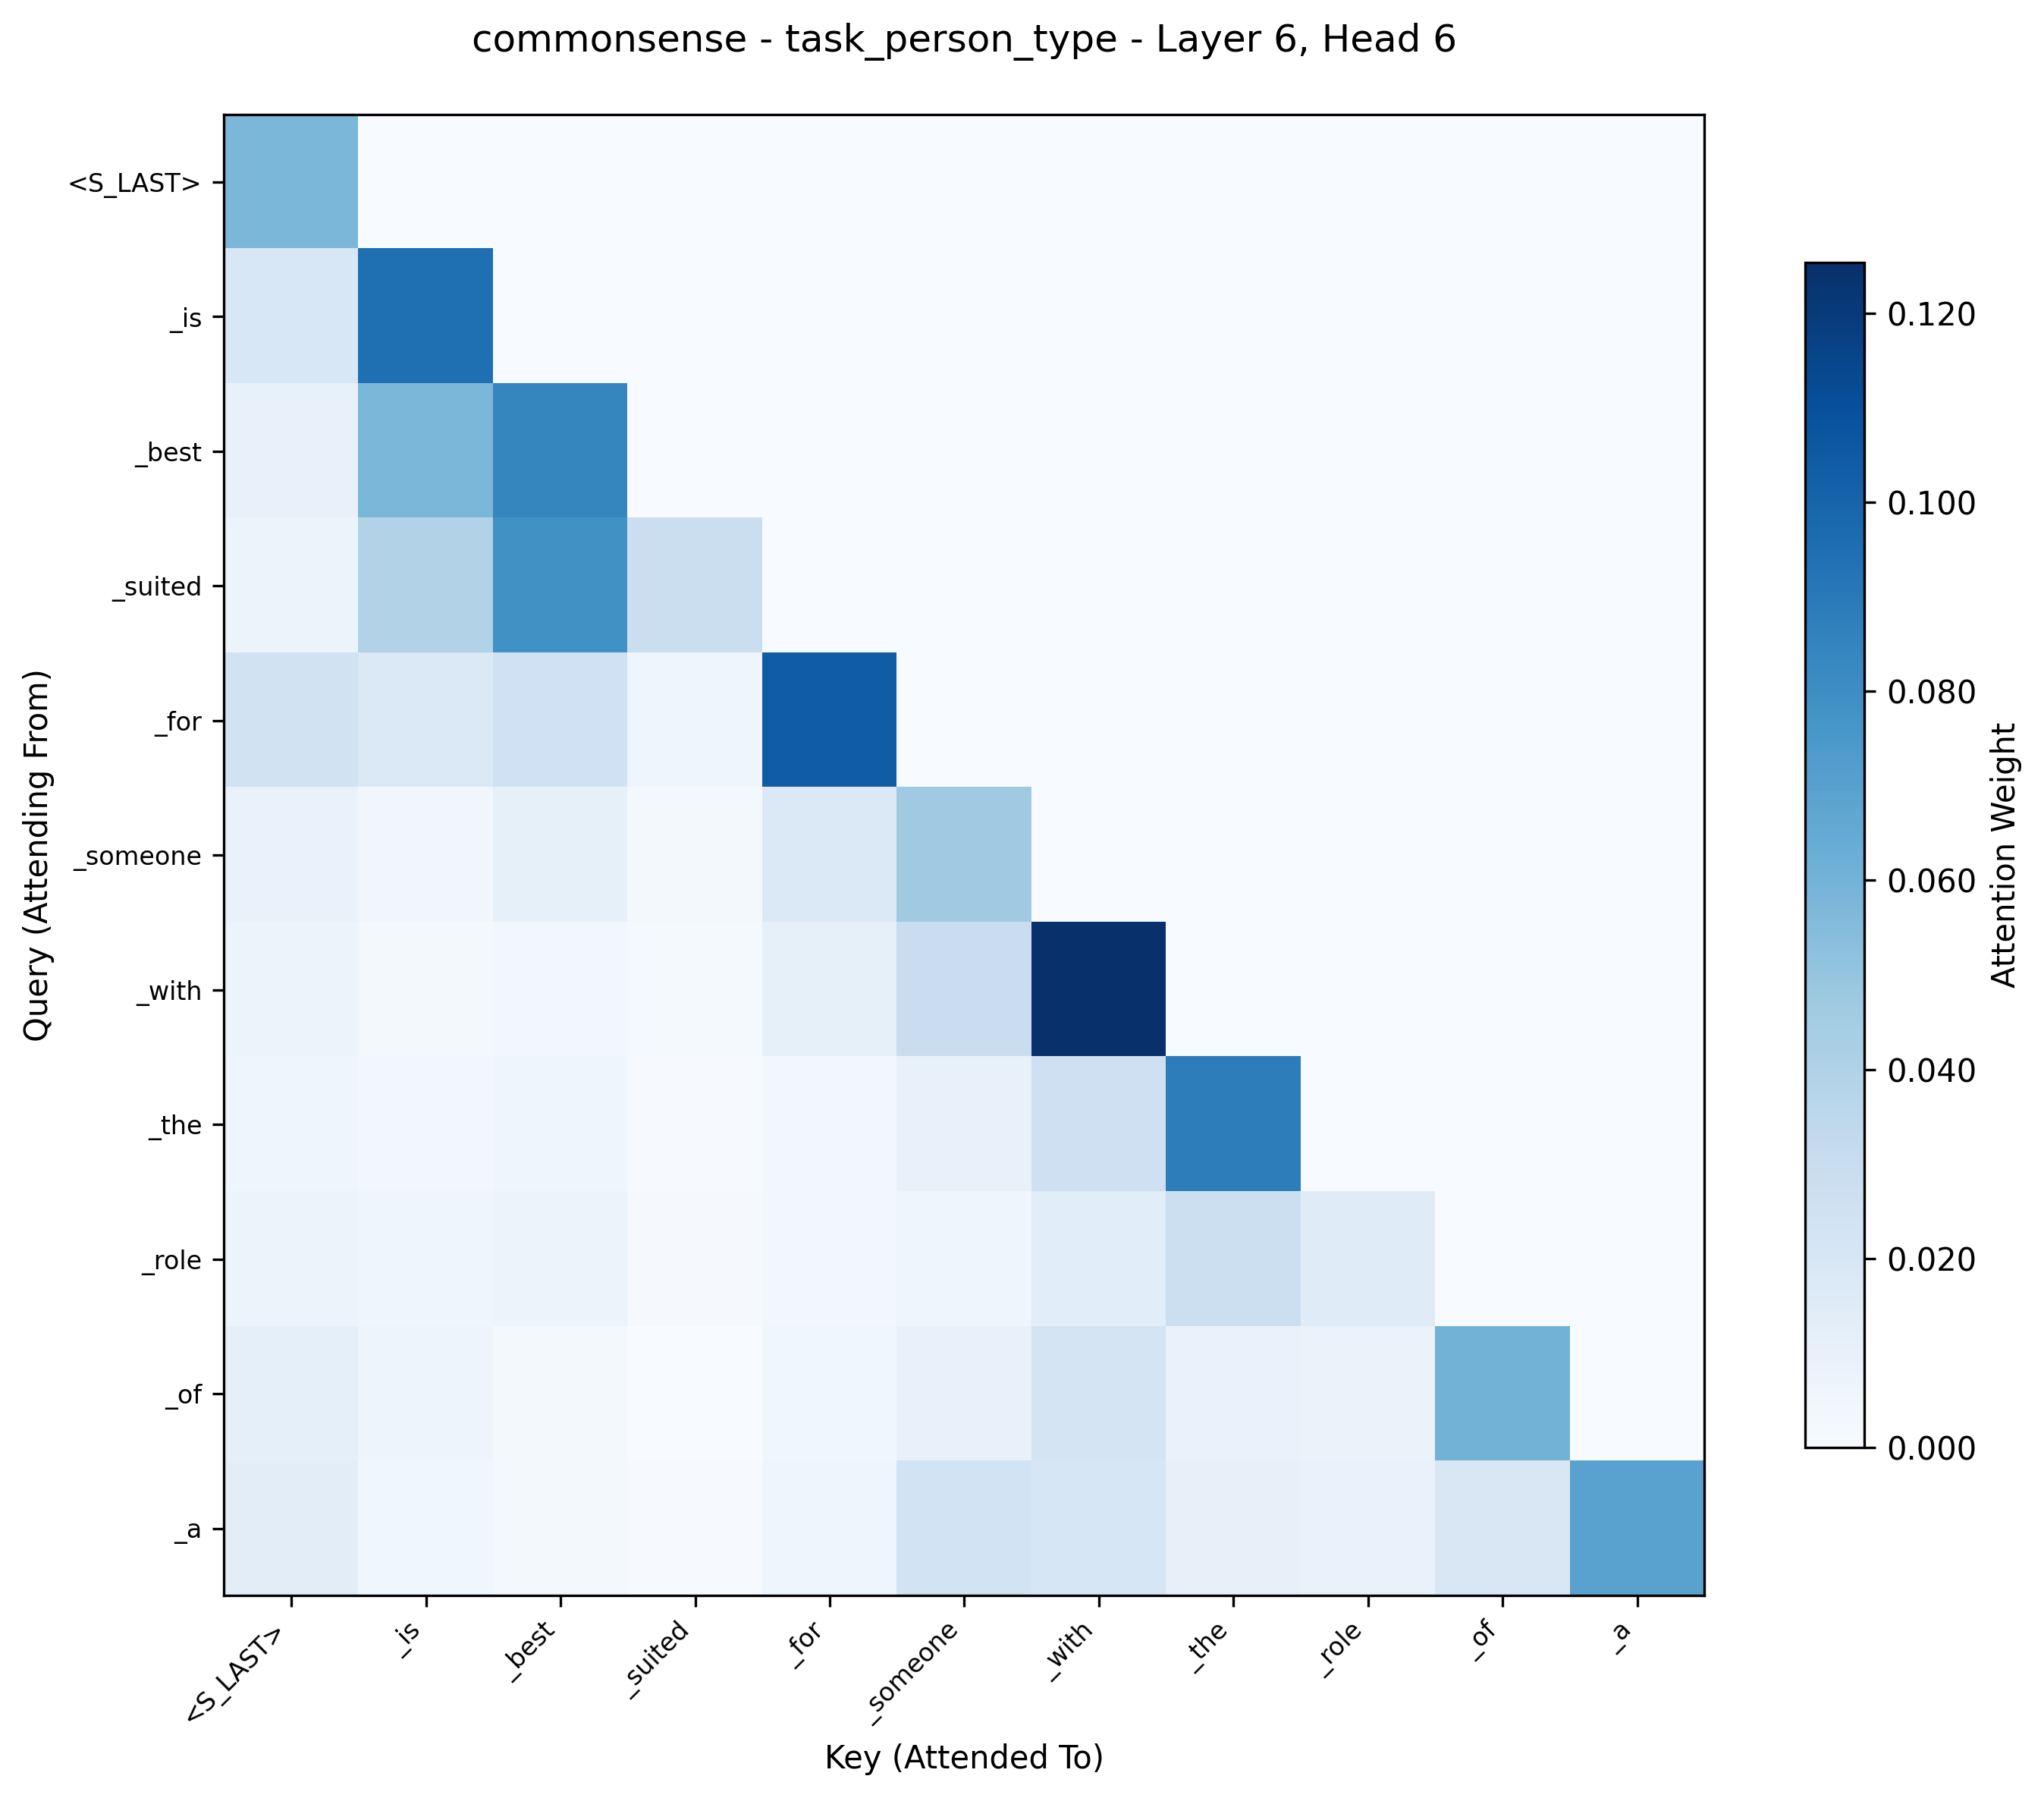 commonsense - task_person_type - Layer 6, Head 6
Query (Attending From)
<S_LAST>
_is
_best
_suited
_for
_someone
_with
_the
_role
_of
_a
<S_LAST>
_is
_best
_suited
_for
_someone
_with
_the
_role
_of
_a
Key (Attended To)
0.120
0.100
0.080
0.060
0.040
0.020
0.000
Attention Weight